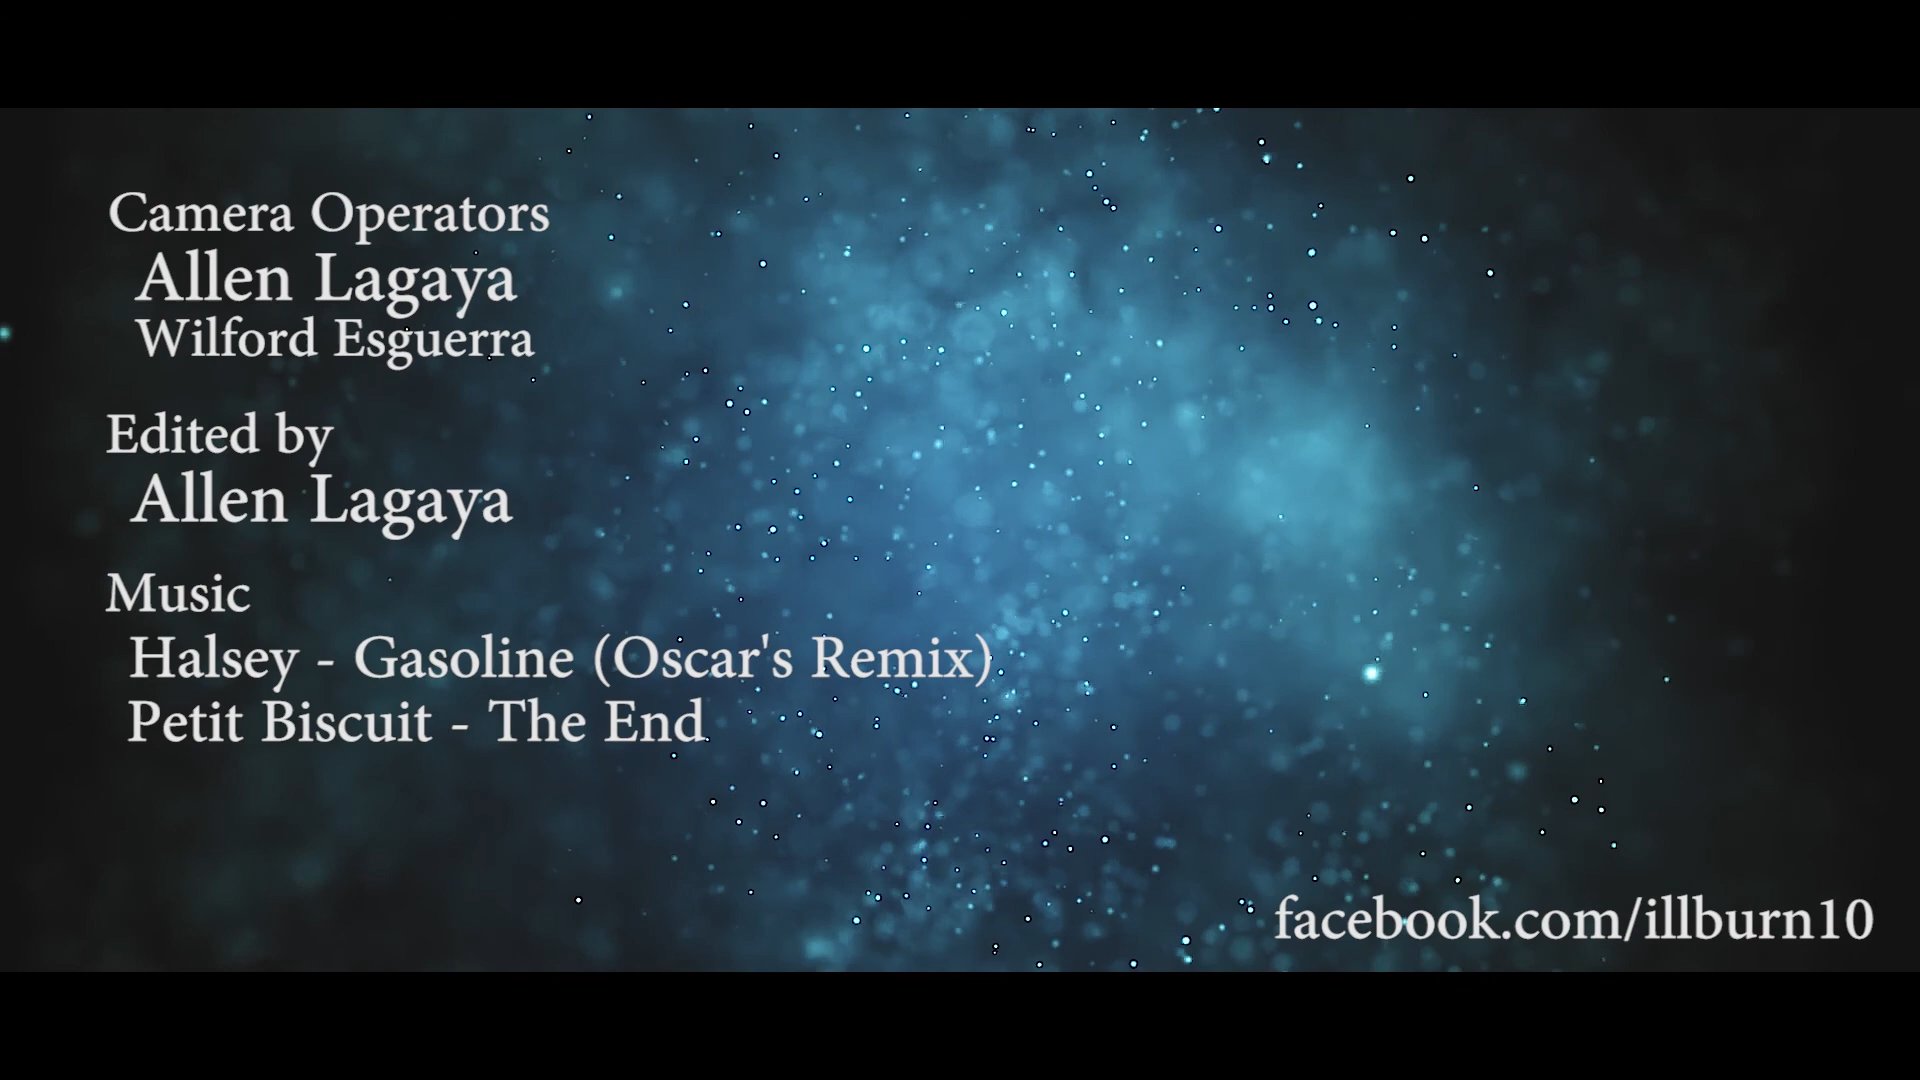 Camera Operators
Allen Lagaya
Wilford Esguerra
Edited by
Allen Lagaya
Music
Halsey - Gasoline (Oscar's Remix)
Petit Biscuit - The End
facebook.com/illburn10